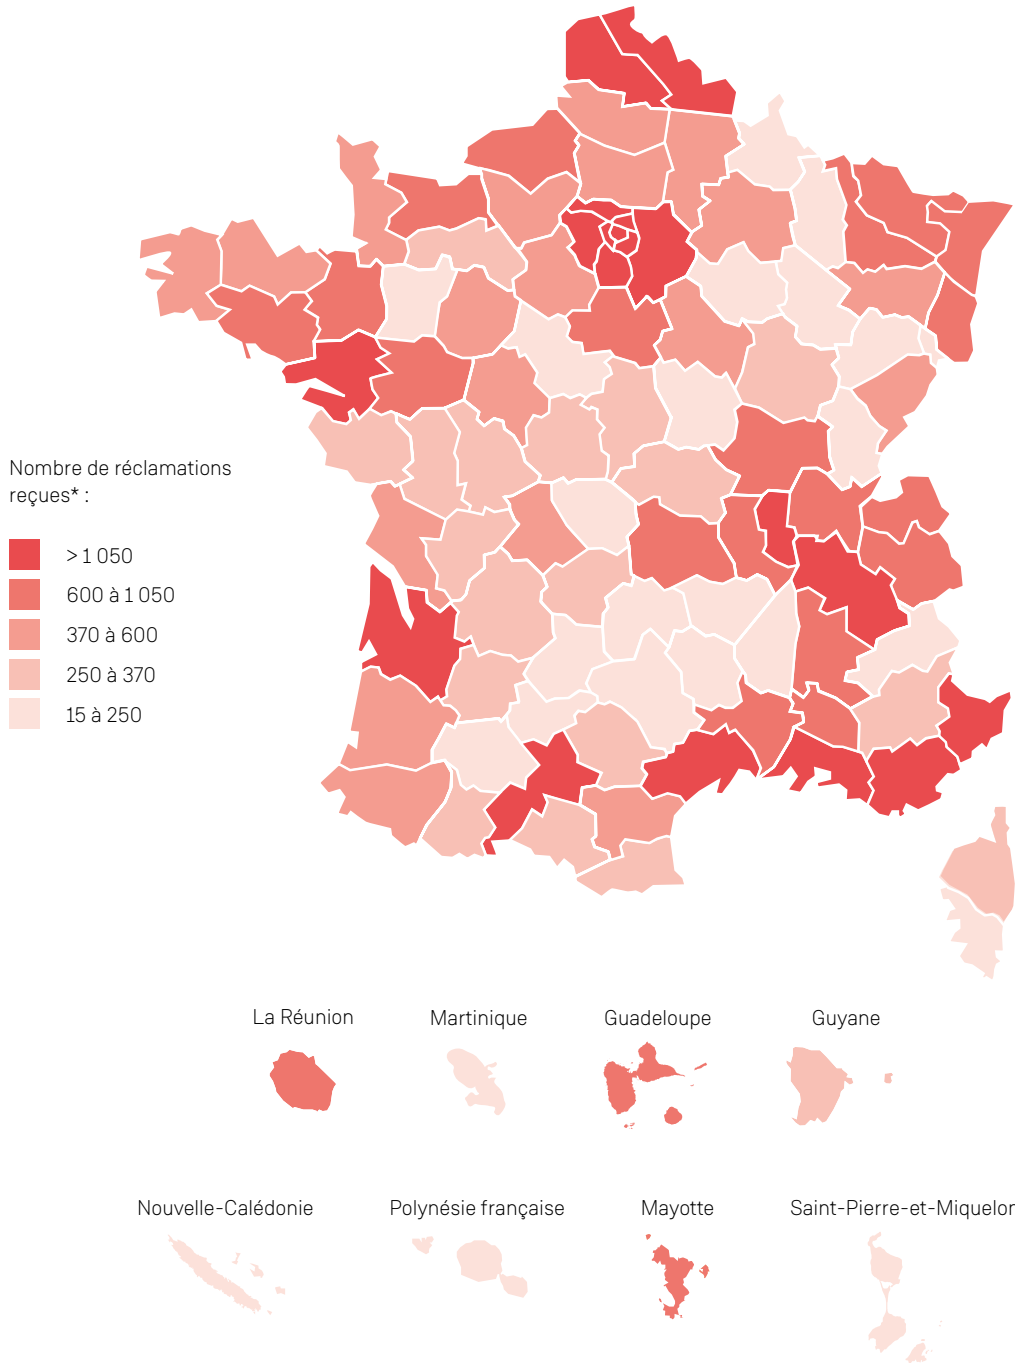 Nombre de réclamations
reçues* :
> 1 050
600 à 1 050
370 à 600
250 à 370
15 à 250
La Réunion
Martinique
Guadeloupe
Guyane
Nouvelle-Calédonie
Polynésie française
Mayotte
Saint-Pierre-et-Miquelor